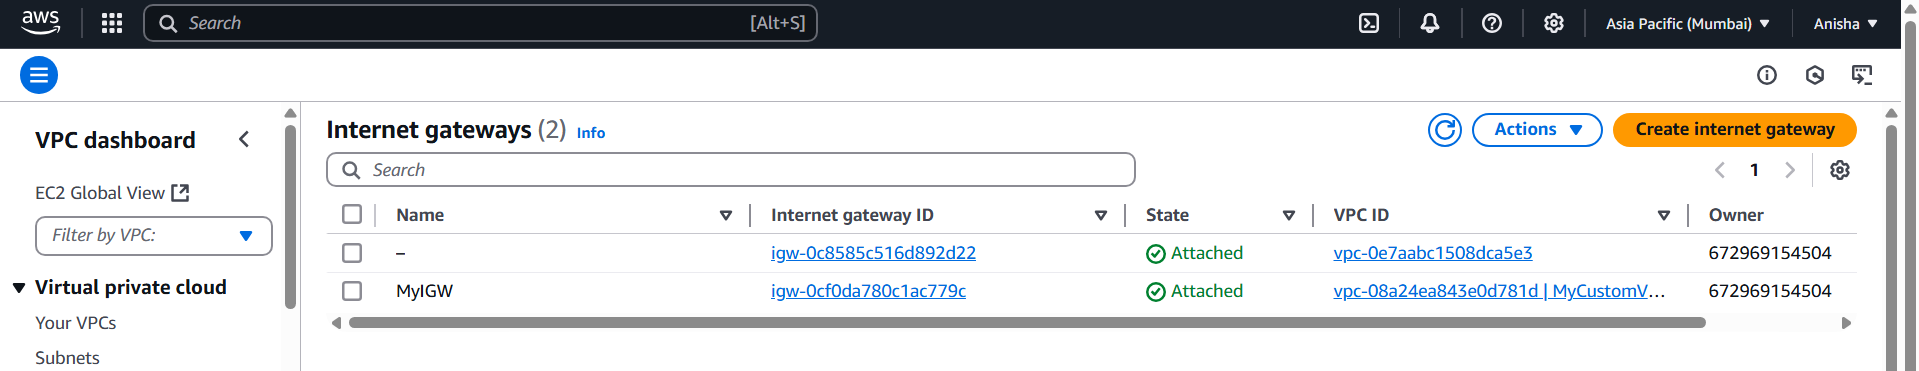 aws Search [Alt+S] Asia Pacific (Mumbai) Anisha
VPC dashboard
EC2 Global View
Filter by VPC:
Virtual private cloud
Your VPCs
Subnets
Internet gateways (2) Info
Actions
Create internet gateway
Search
1
Name Internet gateway ID State VPC ID Owner
– igw-0c8585c516d892d22 Attached vpc-0e7aabc1508dca5e3 672969154504
MyIGW igw-0cf0da780c1ac779c Attached vpc-08a24ea843e0d781d | MyCustomV… 672969154504